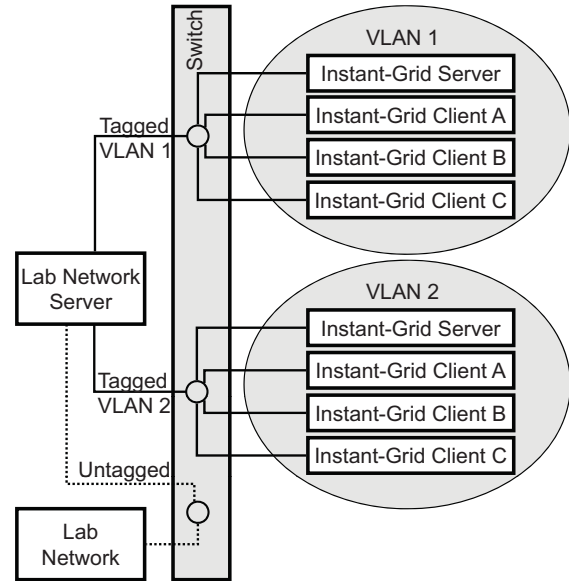 Switch
VLAN 1
Instant-Grid Server
Instant-Grid Client A
Instant-Grid Client B
Instant-Grid Client C
Tagged
VLAN 1
Lab Network
Server
VLAN 2
Instant-Grid Server
Instant-Grid Client A
Instant-Grid Client B
Instant-Grid Client C
Tagged
VLAN 2
Untagged
Lab
Network